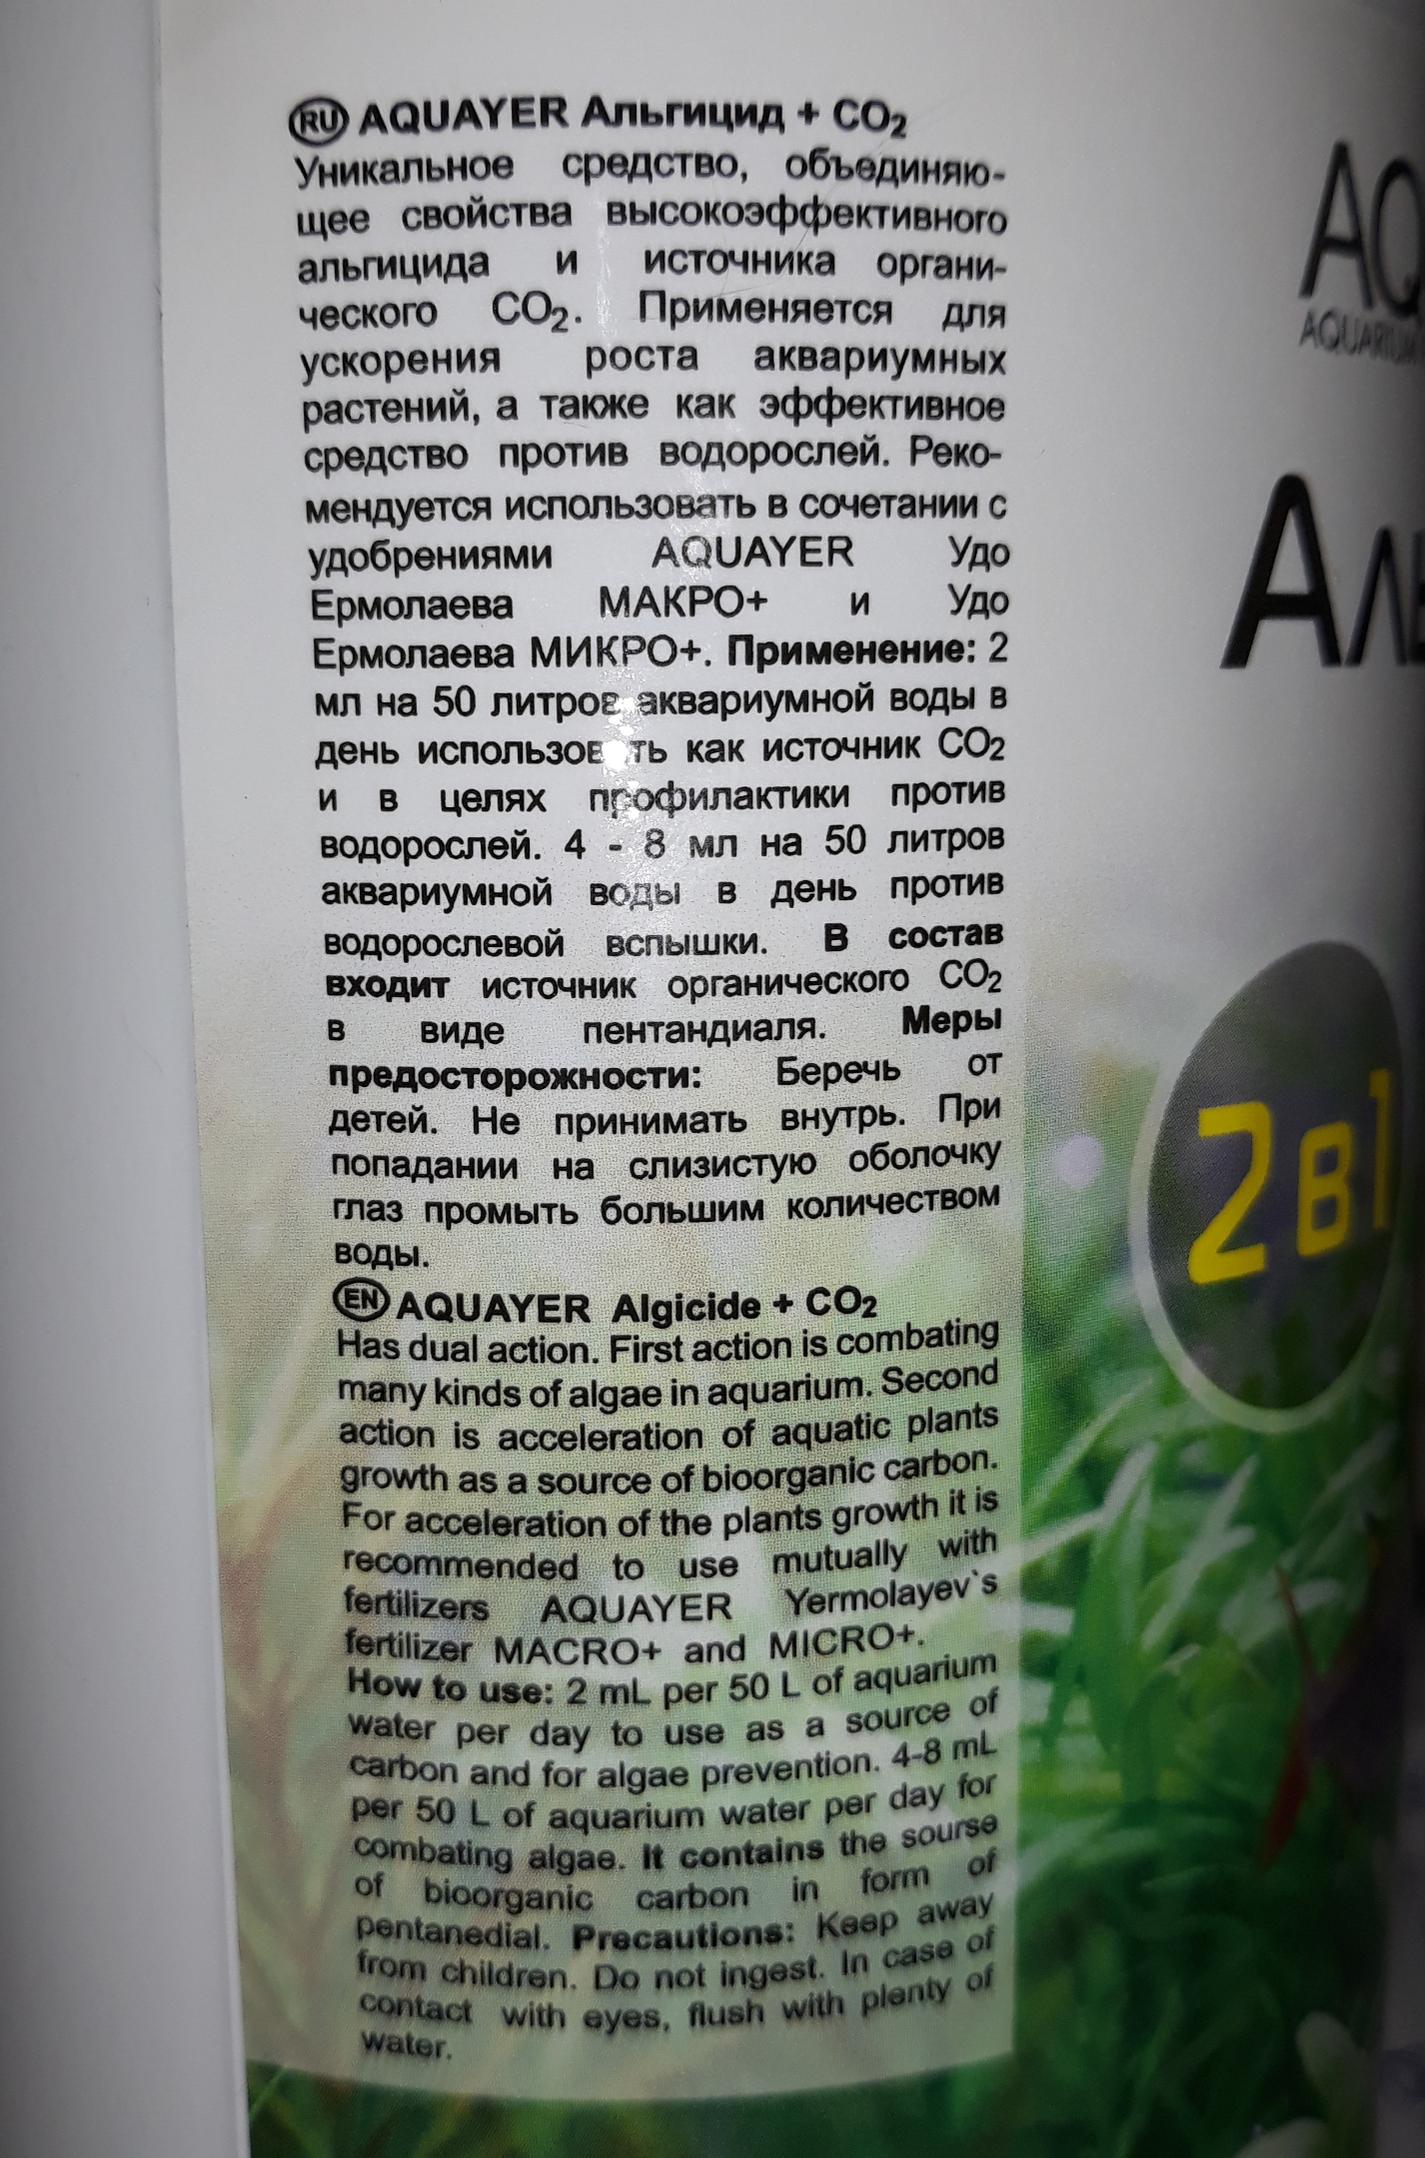 RU AQUAYER Альгицид + CO₂
Уникальное средство, объединяю-
щее свойства высокоэффективного
альгицида и источника органи-
ческого CO₂. Применяется для
ускорения роста аквариумных
растений, а также как эффективное
средство против водорослей. Реко-
мендуется использовать в сочетании с
удобрениями AQUAYER Удо
Ермолаева МАКРО+ и Удо
Ермолаева МИКРО+. Применение: 2
мл на 50 литров аквариумной воды в
день использовать как источник CO₂
и в целях профилактики против
водорослей. 4 - 8 мл на 50 литров
аквариумной воды в день против
водорослевой вспышки. В состав
входит источник органического CO₂
в виде пентандиаля. Меры
предосторожности: Беречь от
детей. Не принимать внутрь. При
попадании на слизистую оболочку
глаз промыть большим количеством
воды.
EN AQUAYER Algicide + CO₂
Has dual action. First action is combating
many kinds of algae in aquarium. Second
action is acceleration of aquatic plants
growth as a source of bioorganic carbon.
For acceleration of the plants growth it is
recommended to use mutually with
fertilizers AQUAYER Yermolayev`s
fertilizer MACRO+ and MICRO+.
How to use: 2 mL per 50 L of aquarium
water per day to use as a source of
carbon and for algae prevention. 4-8 mL
per 50 L of aquarium water per day for
combating algae. It contains the sourse
of bioorganic carbon in form of
pentanedial. Precautions: Keep away
from children. Do not ingest. In case of
contact with eyes, flush with plenty of
water.
2 в 1